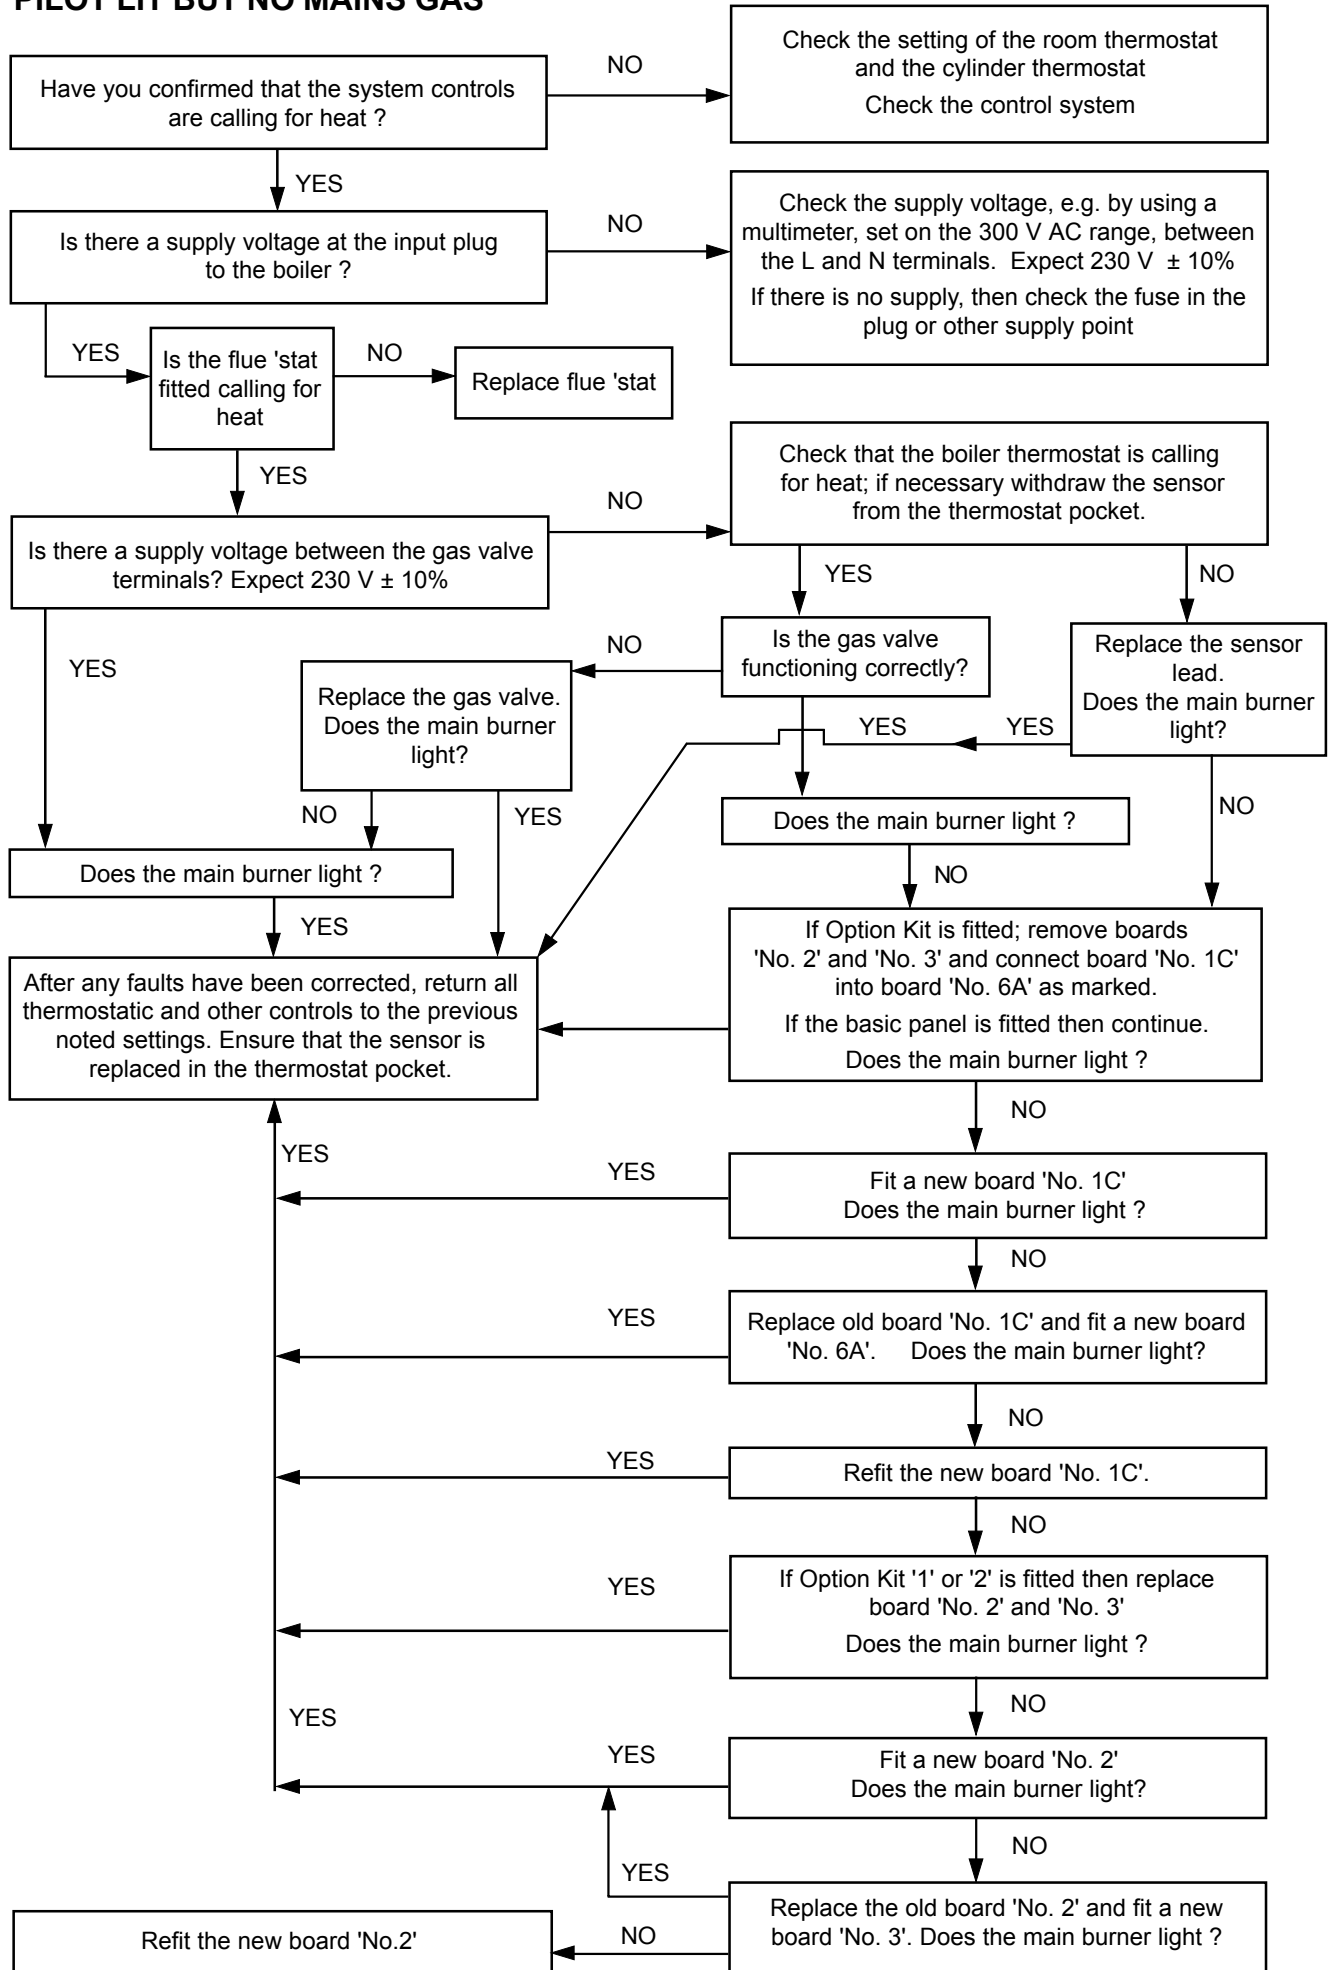 PILOT LIT BUT NO MAINS GAS
Have you confirmed that the system controls
are calling for heat ?
NO
Check the setting of the room thermostat
and the cylinder thermostat
Check the control system
YES
Is there a supply voltage at the input plug
to the boiler ?
NO
Check the supply voltage, e.g. by using a
multimeter, set on the 300 V AC range, between
the L and N terminals.  Expect 230 V  ± 10%
If there is no supply, then check the fuse in the
plug or other supply point
YES
Is the flue 'stat
fitted calling for
heat
NO
Replace flue 'stat
YES
Is there a supply voltage between the gas valve
terminals? Expect 230 V ± 10%
NO
Check that the boiler thermostat is calling
for heat; if necessary withdraw the sensor
from the thermostat pocket.
YES
NO
YES
Is the gas valve
functioning correctly?
NO
Replace the gas valve.
Does the main burner
light?
Replace the sensor
lead.
Does the main burner
light?
YES
YES
NO
YES
NO
Does the main burner light ?
Does the main burner light ?
NO
YES
If Option Kit is fitted; remove boards
'No. 2' and 'No. 3' and connect board 'No. 1C'
into board 'No. 6A' as marked.
If the basic panel is fitted then continue.
Does the main burner light ?
After any faults have been corrected, return all
thermostatic and other controls to the previous
noted settings. Ensure that the sensor is
replaced in the thermostat pocket.
NO
YES
YES
Fit a new board 'No. 1C'
Does the main burner light ?
NO
YES
Replace old board 'No. 1C' and fit a new board
'No. 6A'.     Does the main burner light?
NO
YES
Refit the new board 'No. 1C'.
NO
YES
If Option Kit '1' or '2' is fitted then replace
board 'No. 2' and 'No. 3'
Does the main burner light ?
NO
YES
YES
Fit a new board 'No. 2'
Does the main burner light?
NO
YES
Replace the old board 'No. 2' and fit a new
board 'No. 3'. Does the main burner light ?
NO
Refit the new board 'No.2'